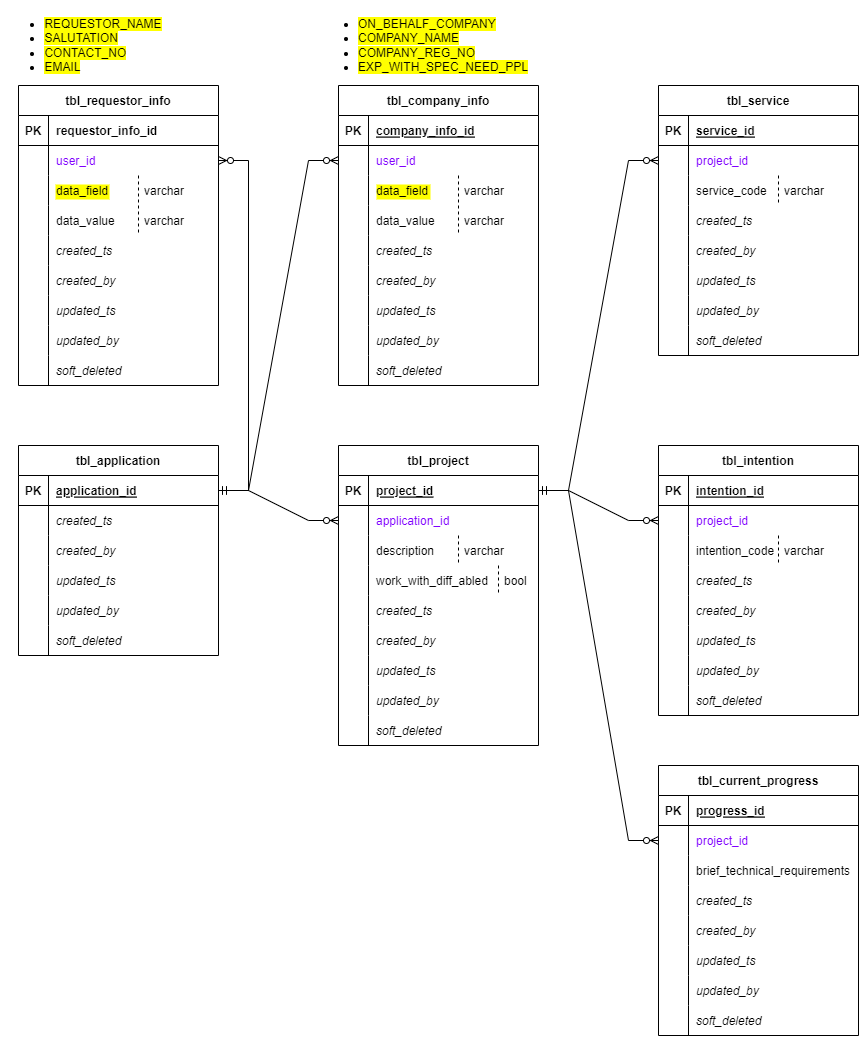 REQUESTOR_NAME
SALUTATION
CONTACT_NO
EMAIL
ON_BEHALF_COMPANY
COMPANY_NAME
COMPANY_REG_NO
EXP_WITH_SPEC_NEED_PPL
tbl_requestor_info
PK requestor_info_id
user_id
data_field varchar
data_value varchar
created_ts
created_by
updated_ts
updated_by
soft_deleted
tbl_company_info
PK company_info_id
user_id
data_field varchar
data_value varchar
created_ts
created_by
updated_ts
updated_by
soft_deleted
tbl_service
PK service_id
project_id
service_code varchar
created_ts
created_by
updated_ts
updated_by
soft_deleted
tbl_application
PK application_id
created_ts
created_by
updated_ts
updated_by
soft_deleted
tbl_project
PK project_id
application_id
description varchar
work_with_diff_abled bool
created_ts
created_by
updated_ts
updated_by
soft_deleted
tbl_intention
PK intention_id
project_id
intention_code varchar
created_ts
created_by
updated_ts
updated_by
soft_deleted
tbl_current_progress
PK progress_id
project_id
brief_technical_requirements
created_ts
created_by
updated_ts
updated_by
soft_deleted